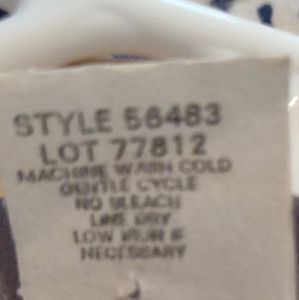 STYLE 56483
LOT 77812
MACHINE WASH COLD
GENTLE CYCLE
NO BLEACH
LINE DRY
LOW IRON IF
NECESSARY